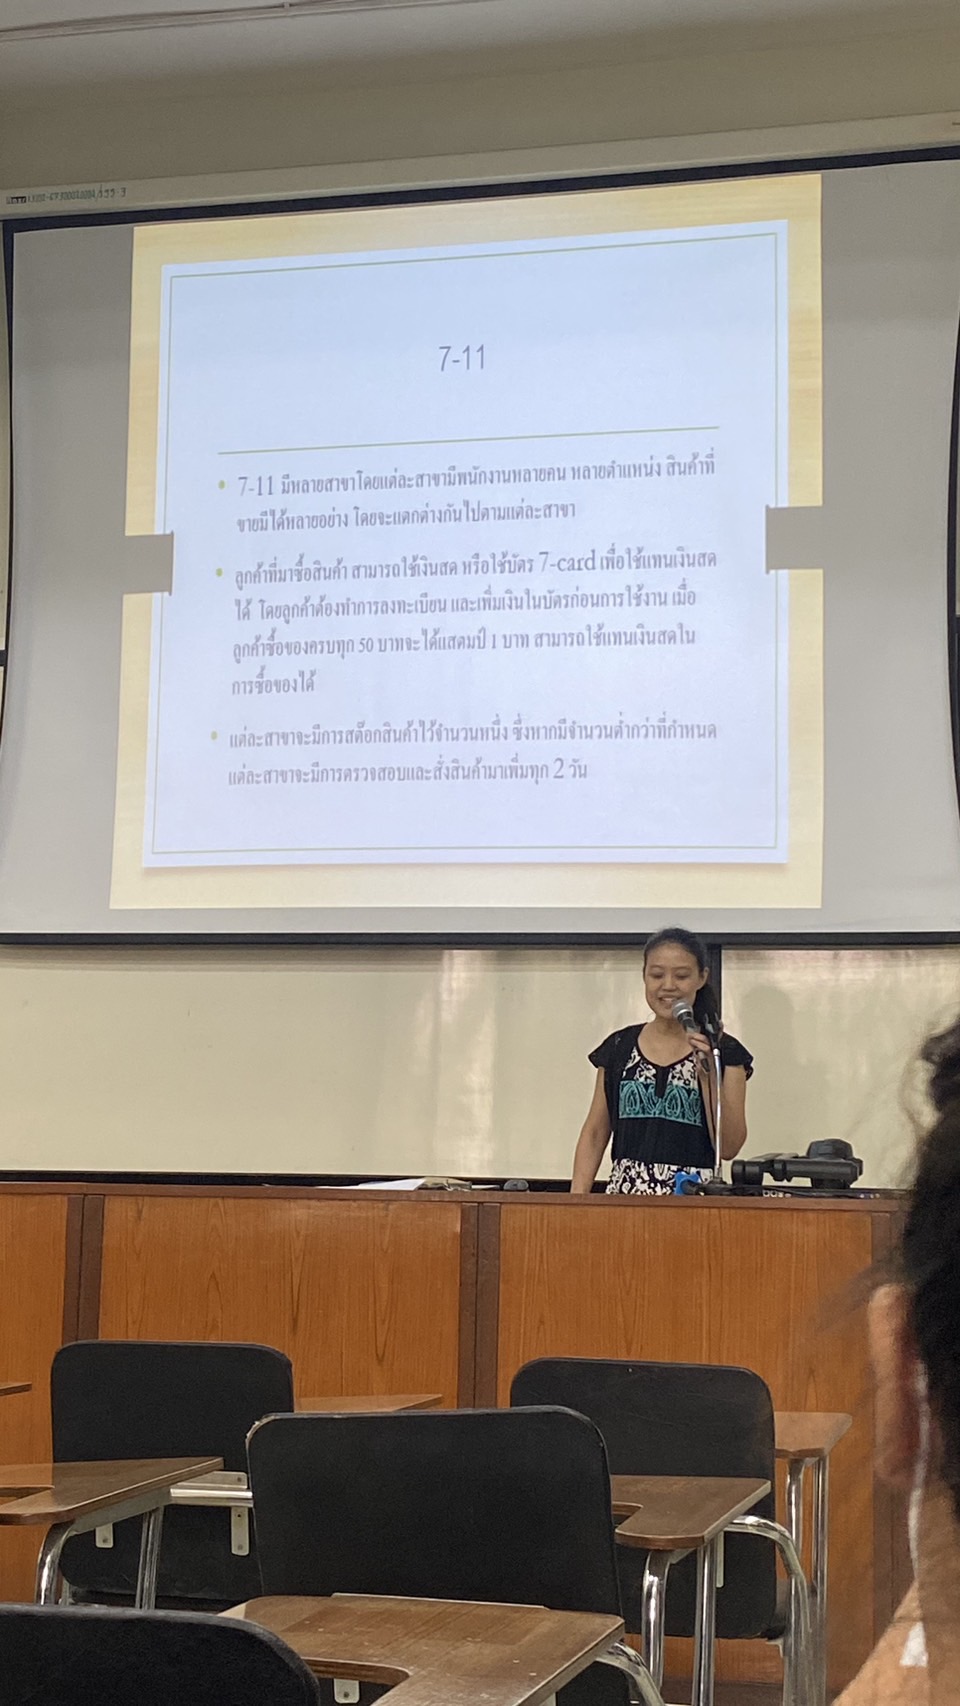 7-11
• 7-11 มีหลายสาขาโดยแต่ละสาขามีพนักงานหลายคน หลายตำแหน่ง สินค้าที่
ขายมีได้หลายอย่าง โดยจะแตกต่างกันไปตามแต่ละสาขา
• ลูกค้าที่มาซื้อสินค้า สามารถใช้เงินสด หรือใช้บัตร 7-card เพื่อใช้แทนเงินสด
ได้ โดยลูกค้าต้องทำการลงทะเบียน และเพิ่มเงินในบัตรก่อนการใช้งาน เมื่อ
ลูกค้าซื้อของครบทุก 50 บาทจะได้แสตมป์ 1 บาท สามารถใช้แทนเงินสดใน
การซื้อของได้
• แต่ละสาขาจะมีการสต๊อกสินค้าไว้จำนวนหนึ่ง ซึ่งหากมีจำนวนต่ำกว่าที่กำหนด
แต่ละสาขาจะมีการตรวจสอบและสั่งสินค้ามาเพิ่มทุก 2 วัน